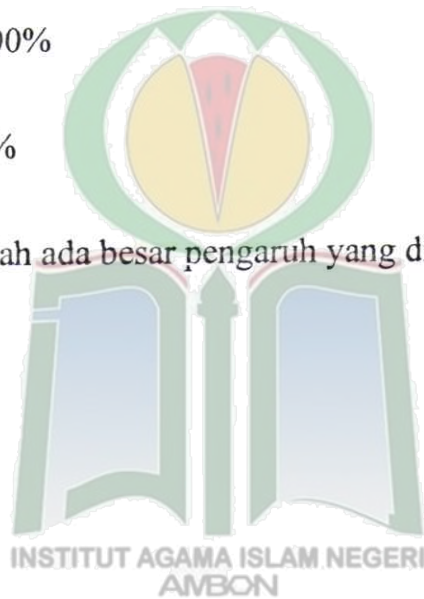 00%
%
ah ada besar pengaruh yang d
INSTITUT AGAMA ISLAM NEGERI
AMBON